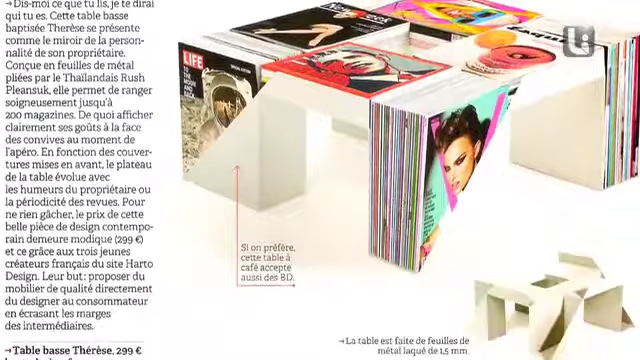 →Dis-moi ce que tu lis, je te dirai
qui tu es. Cette table basse
baptisée Therèse se présente
comme le miroir de la person-
nalité de son propriétaire.
Conçue en feuilles de métal
pliées par le Thaïlandais Rush
Pleansuk, elle permet de ranger
soigneusement jusqu'à
200 magazines. De quoi afficher
clairement ses goûts à la face
des convives au moment de
l'apéro. En fonction des couver-
tures mises en avant, le plateau
de la table évolue avec
les humeurs du propriétaire ou
la périodicité des revues. Pour
ne rien gâcher, le prix de cette
belle pièce de design contempo-
rain demeure modique (299 €)
et ce grâce aux trois jeunes
créateurs français du site Harto
Design. Leur but : proposer du
mobilier de qualité directement
du designer au consommateur
en écrasant les marges
des intermédiaires.
→Table basse Thérèse, 299 €
LIFE
TO
THE MOON
AND BACK
Si on préfère,
cette table à
café accepte
aussi des BD.
→La table est faite de feuilles de
métal laqué de 1,5 mm.